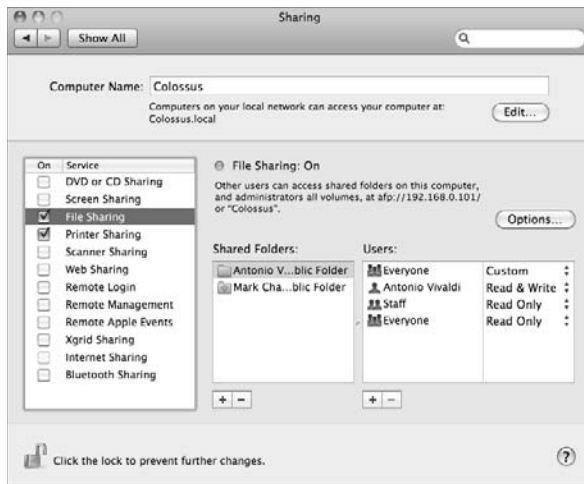 Sharing
Show All
Computer Name: Colossus
Computers on your local network can access your computer at:
Colossus.local
Edit...
On Service
DVD or CD Sharing
Screen Sharing
File Sharing
Printer Sharing
Scanner Sharing
Web Sharing
Remote Login
Remote Management
Remote Apple Events
Xgrid Sharing
Internet Sharing
Bluetooth Sharing
File Sharing: On
Other users can access shared folders on this computer,
and administrators all volumes, at afp://192.168.0.101/
or "Colossus".
Options...
Shared Folders:
Antonio V...blic Folder
Mark Cha...blic Folder
Users:
Everyone Custom
Antonio Vivaldi Read & Write
Staff Read Only
Everyone Read Only
+ - + -
Click the lock to prevent further changes.
?